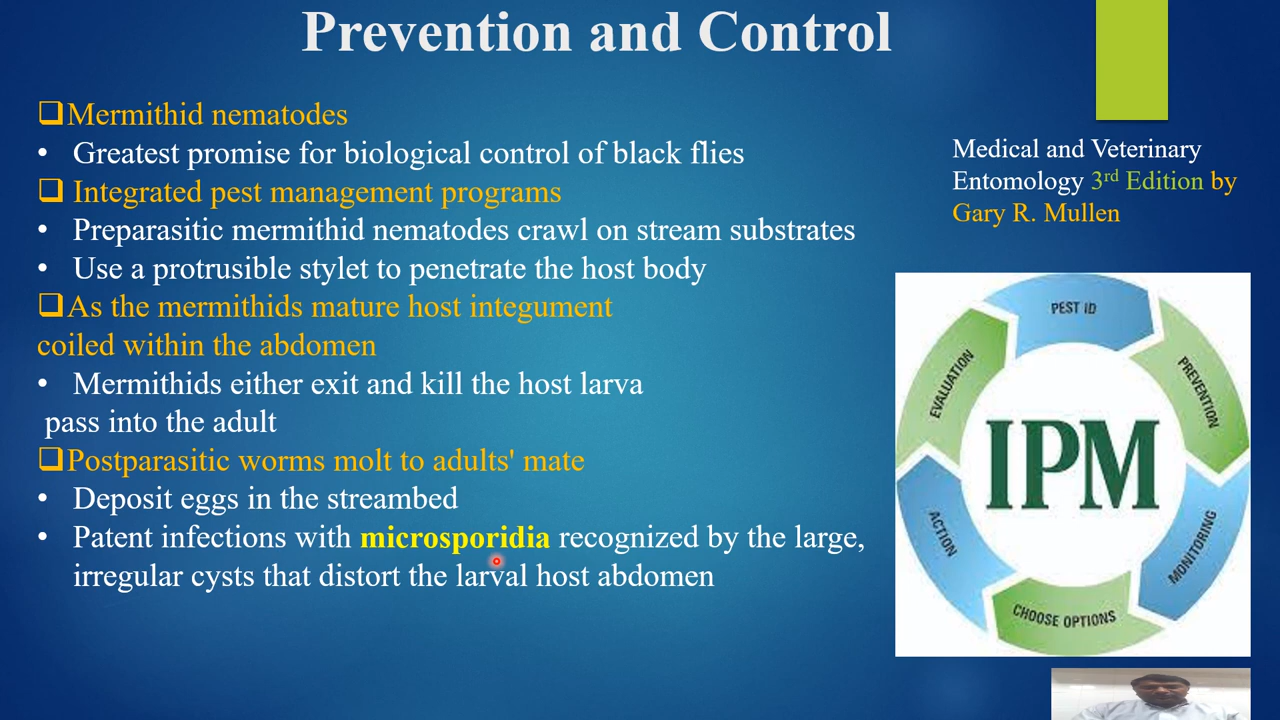 Prevention and Control
❑Mermithid nematodes
• Greatest promise for biological control of black flies
❑ Integrated pest management programs
• Preparasitic mermithid nematodes crawl on stream substrates
• Use a protrusible stylet to penetrate the host body
❑As the mermithids mature host integument
coiled within the abdomen
• Mermithids either exit and kill the host larva
pass into the adult
❑Postparasitic worms molt to adults' mate
• Deposit eggs in the streambed
• Patent infections with microsporidia recognized by the large,
irregular cysts that distort the larval host abdomen
Medical and Veterinary
Entomology 3rd Edition by
Gary R. Mullen
PEST ID
PREVENTION
MONITORING
CHOOSE OPTIONS
ACTION
EVALUATION
IPM